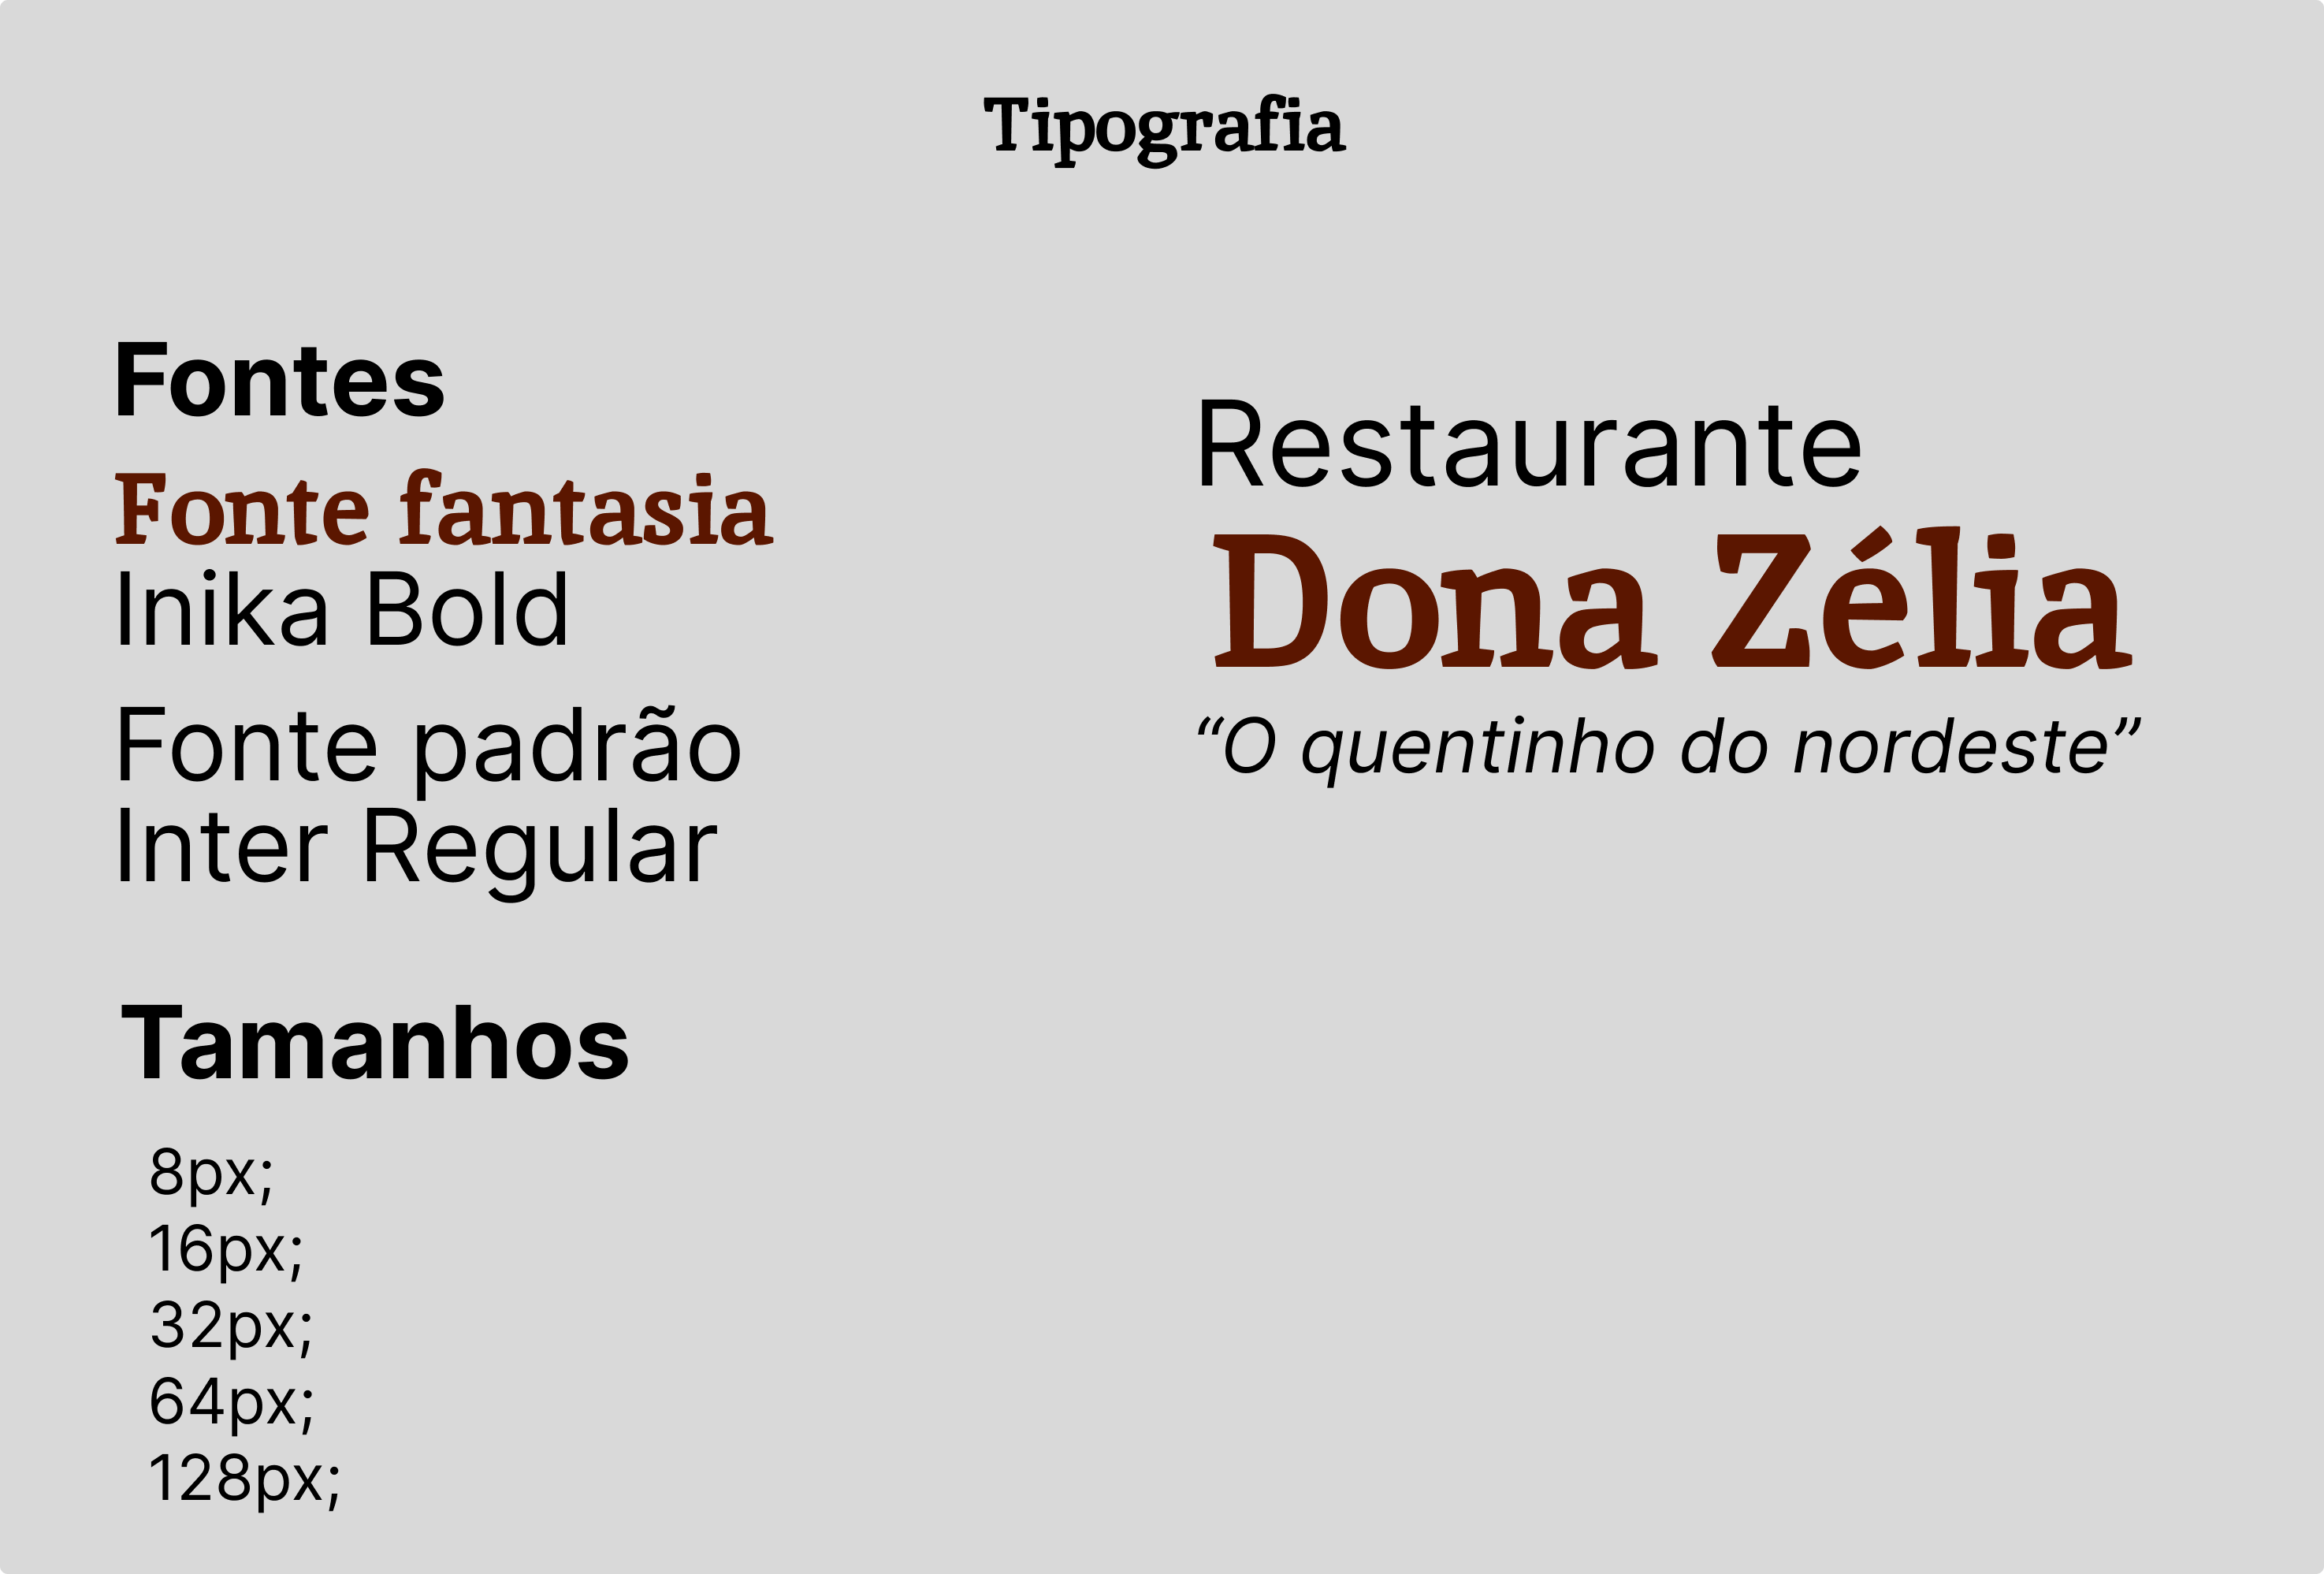 Tipografia
Fontes
Fonte fantasia
Inika Bold
Fonte padrão
Inter Regular
Tamanhos
8px;
16px;
32px;
64px;
128px;
Restaurante
Dona Zélia
“O quentinho do nordeste”